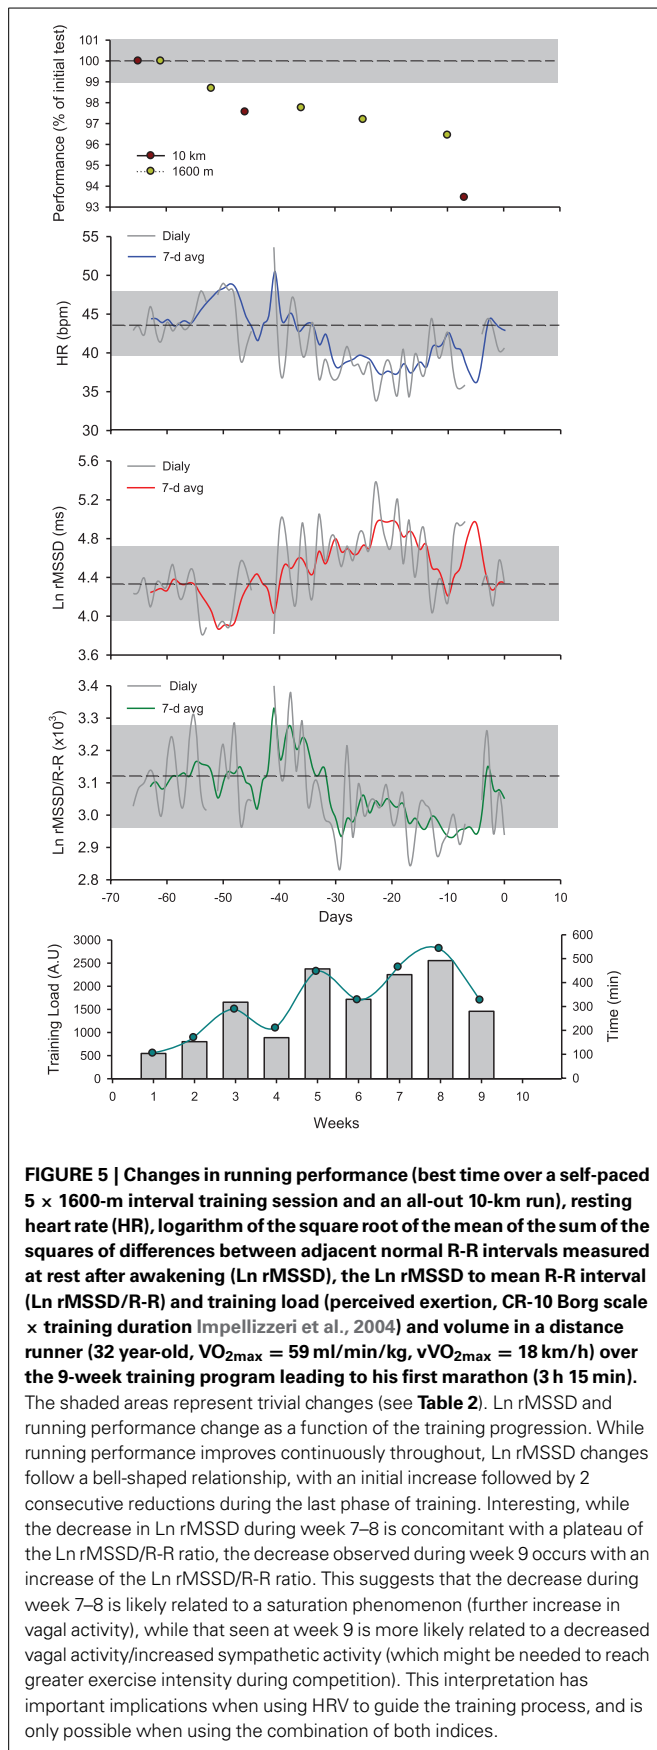 101
100
99
98
97
96
95
94
93
Performance (% of initial test)
10 km
1600 m
55
50
45
40
35
30
HR (bpm)
Dialy
7-d avg
5.6
5.2
4.8
4.4
4.0
3.6
Ln rMSSD (ms)
Dialy
7-d avg
3.4
3.3
3.2
3.1
3.0
2.9
2.8
Ln rMSSD/R-R (x10³)
Dialy
7-d avg
-70 -60 -50 -40 -30 -20 -10 0 10
Days
3000
2500
2000
1500
1000
500
0
Training Load (A.U)
600
500
400
300
200
100
0
Time (min)
0 1 2 3 4 5 6 7 8 9 10
Weeks
FIGURE 5 | Changes in running performance (best time over a self-paced
5 × 1600-m interval training session and an all-out 10-km run), resting
heart rate (HR), logarithm of the square root of the mean of the sum of the
squares of differences between adjacent normal R-R intervals measured
at rest after awakening (Ln rMSSD), the Ln rMSSD to mean R-R interval
(Ln rMSSD/R-R) and training load (perceived exertion, CR-10 Borg scale
× training duration Impellizzeri et al., 2004) and volume in a distance
runner (32 year-old, VO₂max = 59 ml/min/kg, vVO₂max = 18 km/h) over
the 9-week training program leading to his first marathon (3 h 15 min).
The shaded areas represent trivial changes (see Table 2). Ln rMSSD and
running performance change as a function of the training progression. While
running performance improves continuously throughout, Ln rMSSD changes
follow a bell-shaped relationship, with an initial increase followed by 2
consecutive reductions during the last phase of training. Interesting, while
the decrease in Ln rMSSD during week 7–8 is concomitant with a plateau of
the Ln rMSSD/R-R ratio, the decrease observed during week 9 occurs with an
increase of the Ln rMSSD/R-R ratio. This suggests that the decrease during
week 7–8 is likely related to a saturation phenomenon (further increase in
vagal activity), while that seen at week 9 is more likely related to a decreased
vagal activity/increased sympathetic activity (which might be needed to reach
greater exercise intensity during competition). This interpretation has
important implications when using HRV to guide the training process, and is
only possible when using the combination of both indices.